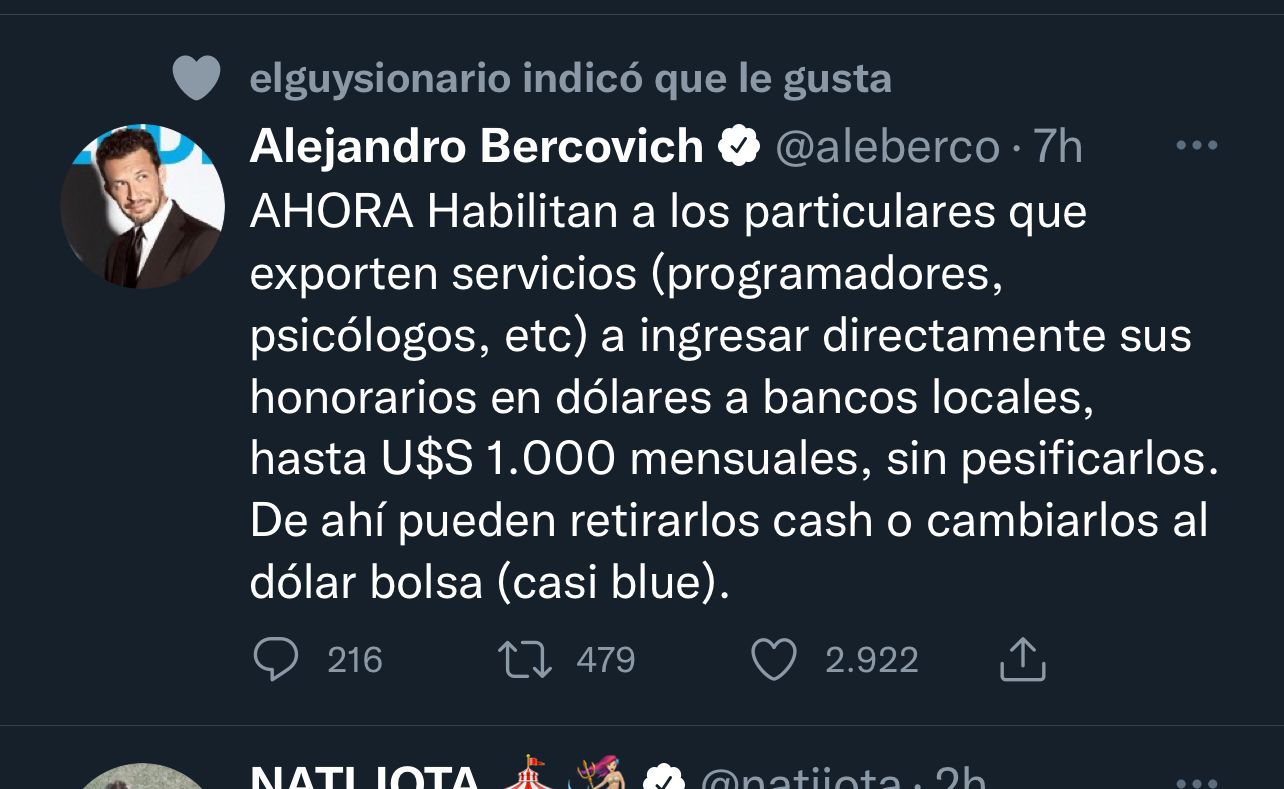 elguysionario indicó que le gusta
Alejandro Bercovich @aleberco · 7h
AHORA Habilitan a los particulares que
exporten servicios (programadores,
psicólogos, etc) a ingresar directamente sus
honorarios en dólares a bancos locales,
hasta U$S 1.000 mensuales, sin pesificarlos.
De ahí pueden retirarlos cash o cambiarlos al
dólar bolsa (casi blue).
216 479 2.922
NATI JOTA @natijota · 2h